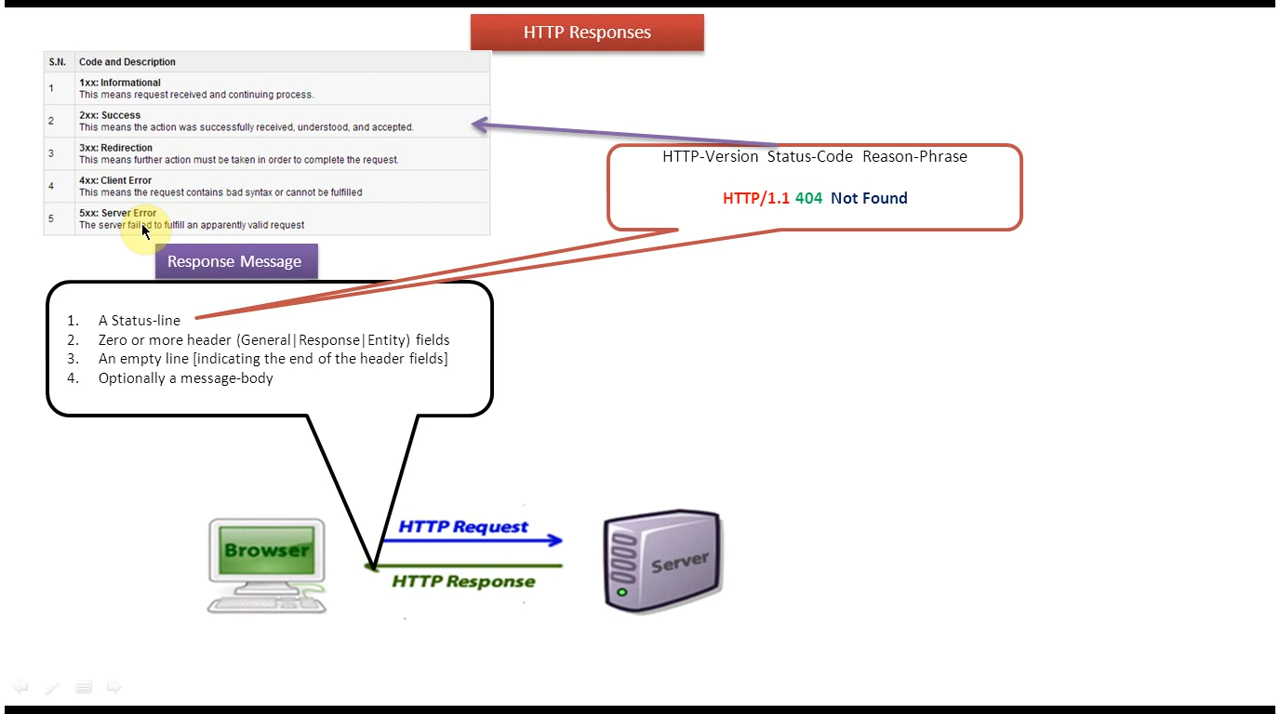 HTTP Responses
S.N. Code and Description
1 1xx: Informational
This means request received and continuing process.
2 2xx: Success
This means the action was successfully received, understood, and accepted.
3 3xx: Redirection
This means further action must be taken in order to complete the request.
4 4xx: Client Error
This means the request contains bad syntax or cannot be fulfilled
5 5xx: Server Error
The server failed to fulfill an apparently valid request
HTTP-Version Status-Code Reason-Phrase
HTTP/1.1 404 Not Found
Response Message
1. A Status-line
2. Zero or more header (General|Response|Entity) fields
3. An empty line [indicating the end of the header fields]
4. Optionally a message-body
HTTP Request
Browser
Server
HTTP Response